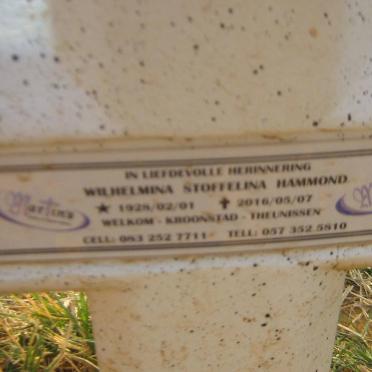 IN LIEFDEVOLLE HERINNERING
WILHELMINA STOFFELINA HAMMOND
Martin's
★ 1928/02/01 ✝ 2016/05/07
WELKOM - KROONSTAD - THEUNISSEN
CELL: 083 252 7711 TELL: 057 352 5810